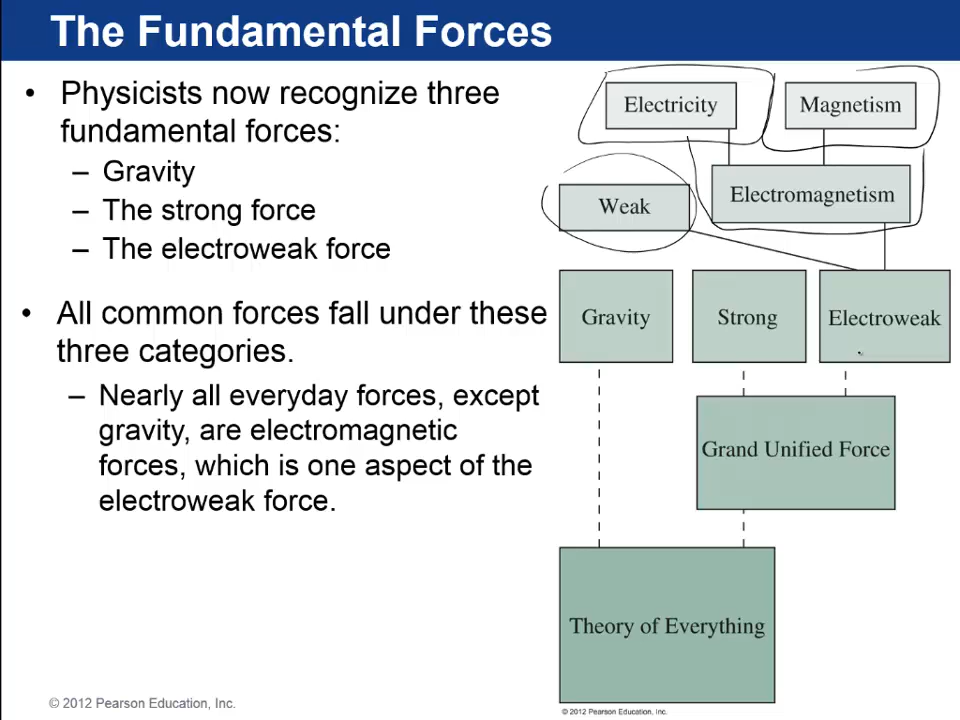 The Fundamental Forces
• Physicists now recognize three
fundamental forces:
– Gravity
– The strong force
– The electroweak force
• All common forces fall under these
three categories.
– Nearly all everyday forces, except
gravity, are electromagnetic
forces, which is one aspect of the
electroweak force.
© 2012 Pearson Education, Inc.
Electricity
Magnetism
Weak
Electromagnetism
Gravity
Strong
Electroweak
Grand Unified Force
Theory of Everything
© 2012 Pearson Education, Inc.